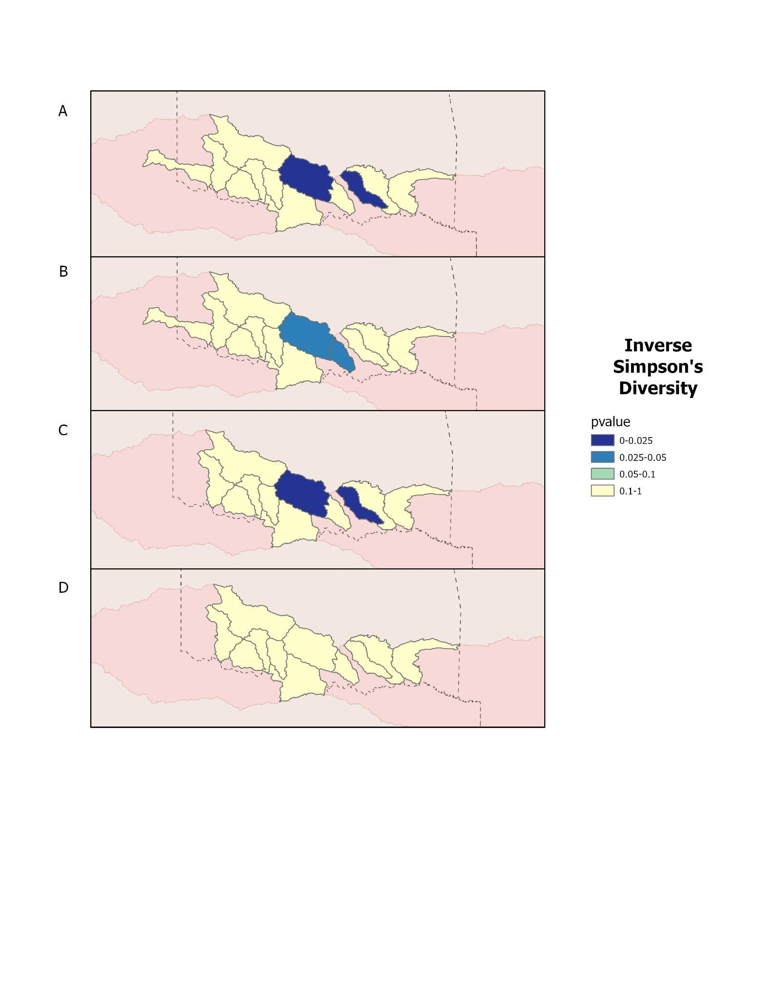 A
B
C
D
Inverse
Simpson's
Diversity
pvalue
0-0.025
0.025-0.05
0.05-0.1
0.1-1